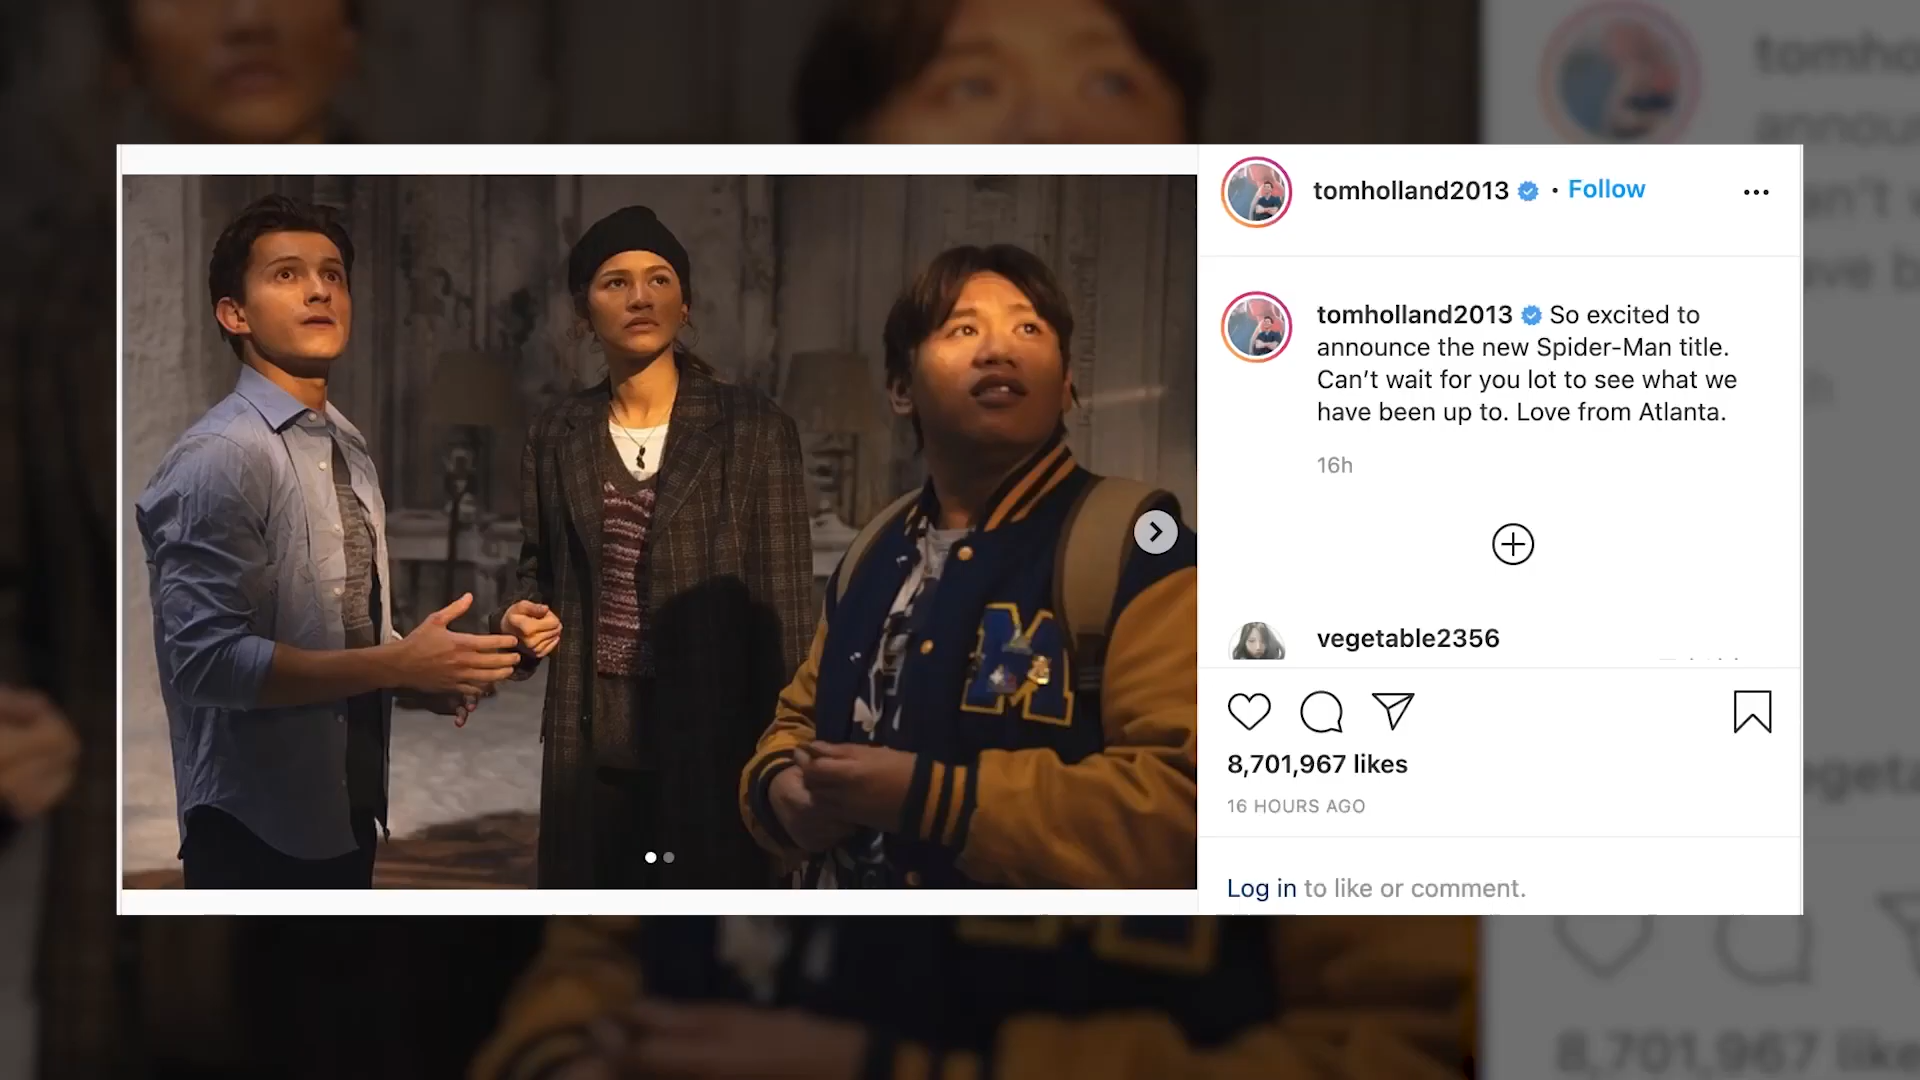 tomholland2013 • Follow
tomholland2013 So excited to
announce the new Spider-Man title.
Can’t wait for you lot to see what we
have been up to. Love from Atlanta.
16h
vegetable2356
8,701,967 likes
16 HOURS AGO
Log in to like or comment.
M